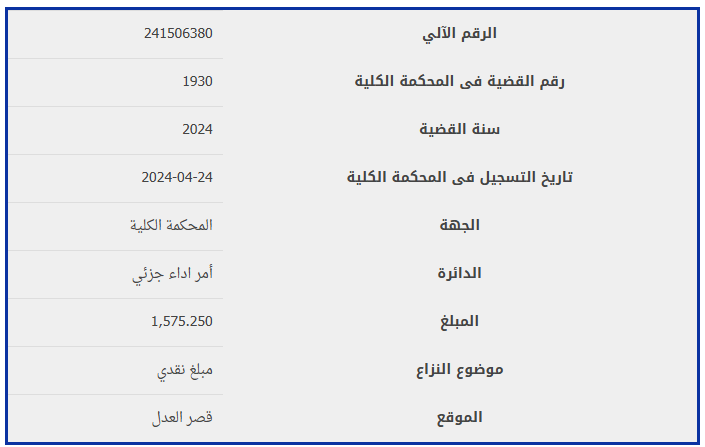 الرقم الآلي 241506380
رقم القضية فى المحكمة الكلية 1930
سنة القضية 2024
تاريخ التسجيل فى المحكمة الكلية 2024-04-24
الجهة المحكمة الكلية
الدائرة أمر اداء جزئي
المبلغ 1,575.250
موضوع النزاع مبلغ نقدي
الموقع قصر العدل